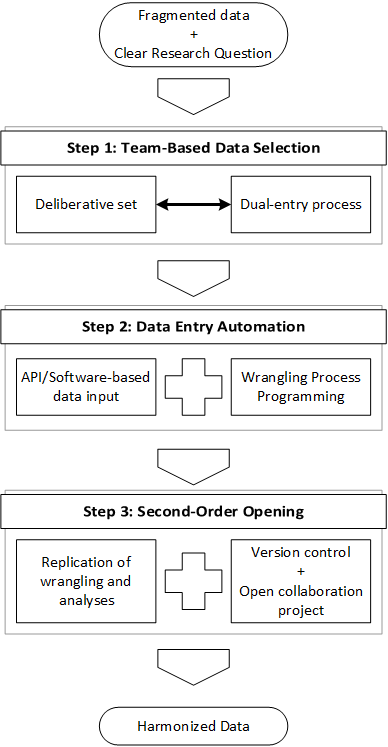 Fragmented data
+
Clear Research Question
Step 1: Team-Based Data Selection
Deliberative set
Dual-entry process
Step 2: Data Entry Automation
API/Software-based
data input
Wrangling Process
Programming
Step 3: Second-Order Opening
Replication of
wrangling and
analyses
Version control
+
Open collaboration
project
Harmonized Data